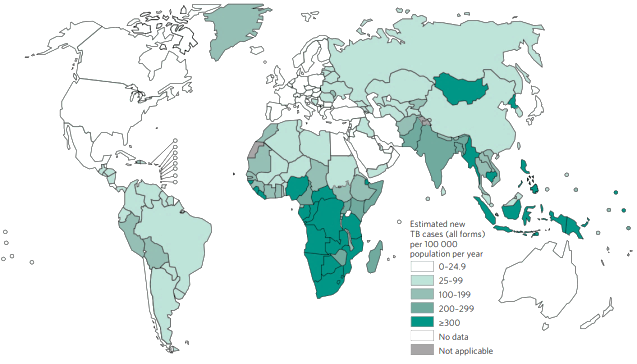 Estimated new
TB cases (all forms)
per 100 000
population per year
0–24.9
25–99
100–199
200–299
≥300
No data
Not applicable